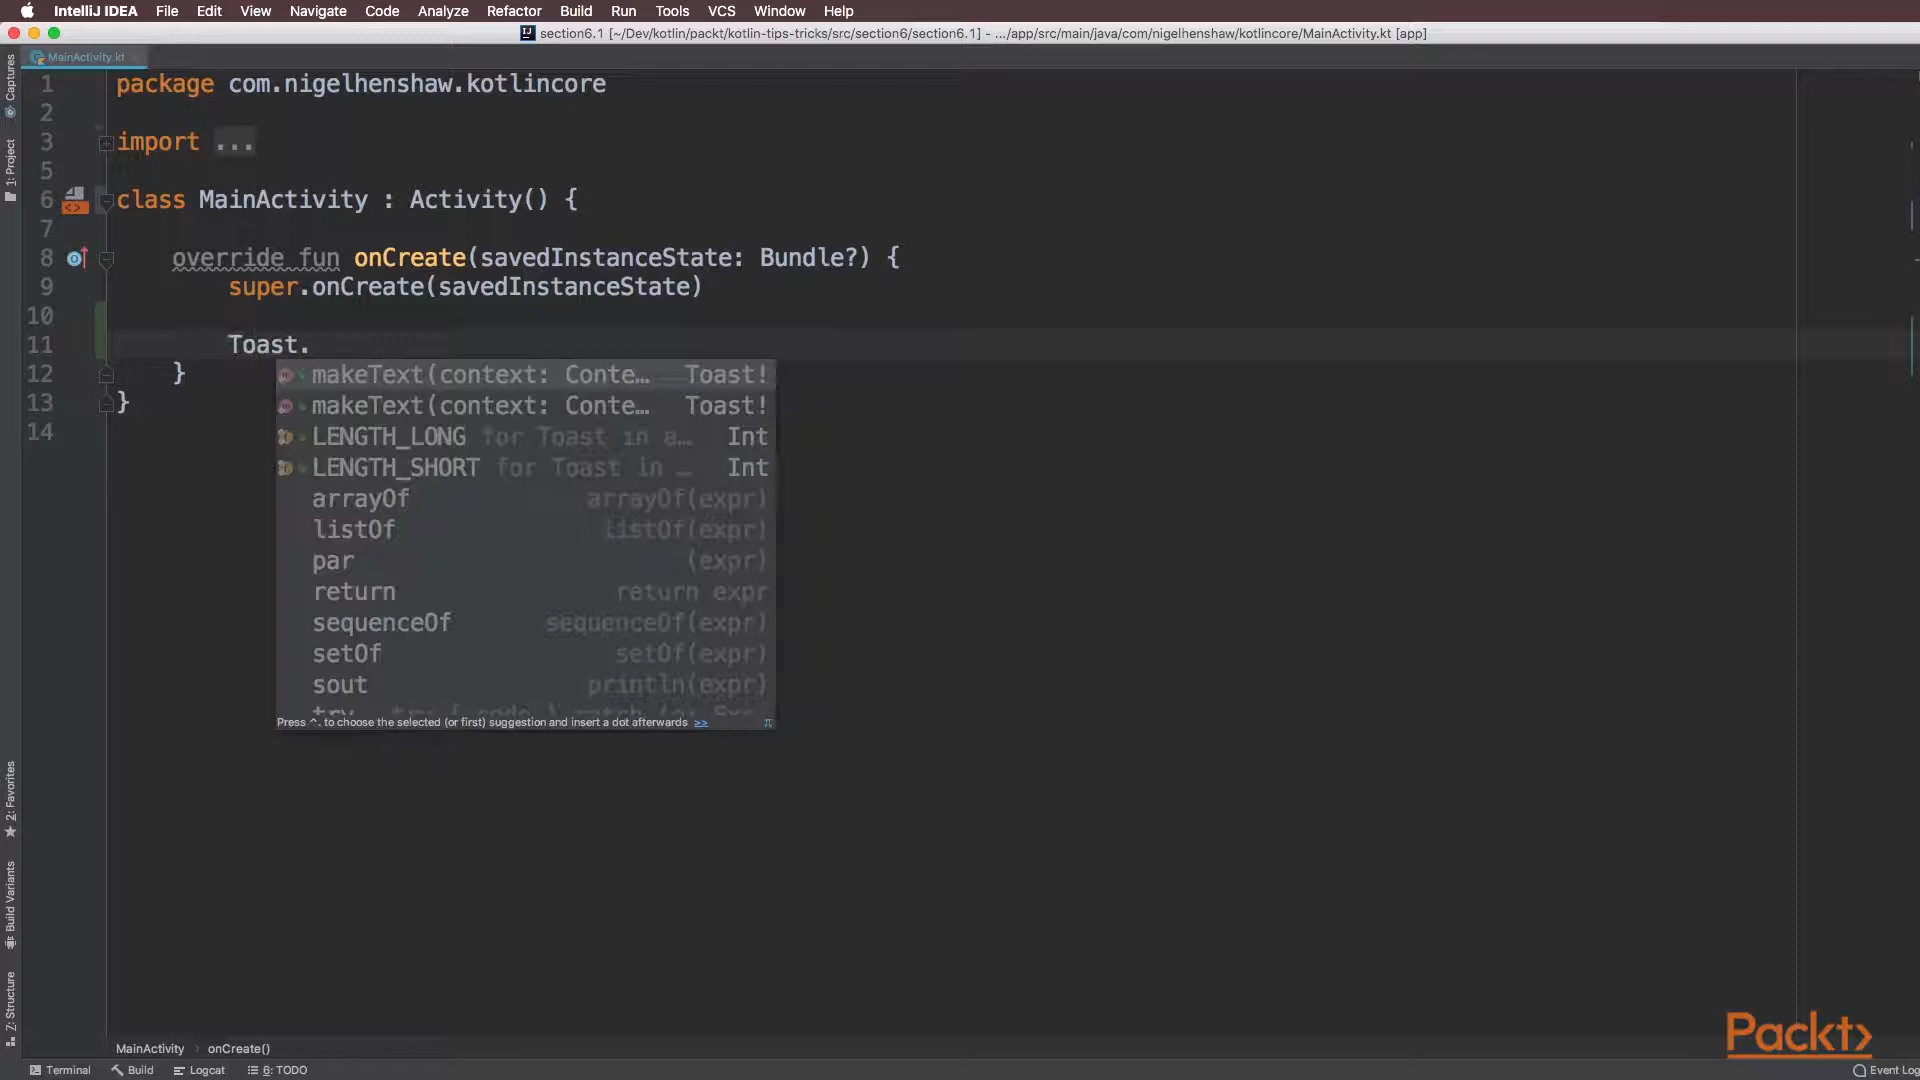 IntelliJ IDEA File Edit View Navigate Code Analyze Refactor Build Run Tools VCS Window Help
section6.1 [~/Dev/kotlin/packt/kotlin-tips-tricks/src/section6/section6.1] - .../app/src/main/java/com/nigelhenshaw/kotlincore/MainActivity.kt [app]
MainActivity.kt
Captures
1: Project
2: Favorites
Build Variants
7: Structure
1 package com.nigelhenshaw.kotlincore
2
3 import ...
5
6 class MainActivity : Activity() {
7
8 override fun onCreate(savedInstanceState: Bundle?) {
9 super.onCreate(savedInstanceState)
10
11 Toast.
12 }
13 }
14
makeText(context: Conte… Toast!
makeText(context: Conte… Toast!
LENGTH_LONG for Toast in a… Int
LENGTH_SHORT for Toast in … Int
arrayOf arrayOf(expr)
listOf listOf(expr)
par (expr)
return return expr
sequenceOf sequenceOf(expr)
setOf setOf(expr)
sout println(expr)
Press ^. to choose the selected (or first) suggestion and insert a dot afterwards >> π
Packt>
MainActivity › onCreate()
Terminal Build Logcat 6: TODO Event Log